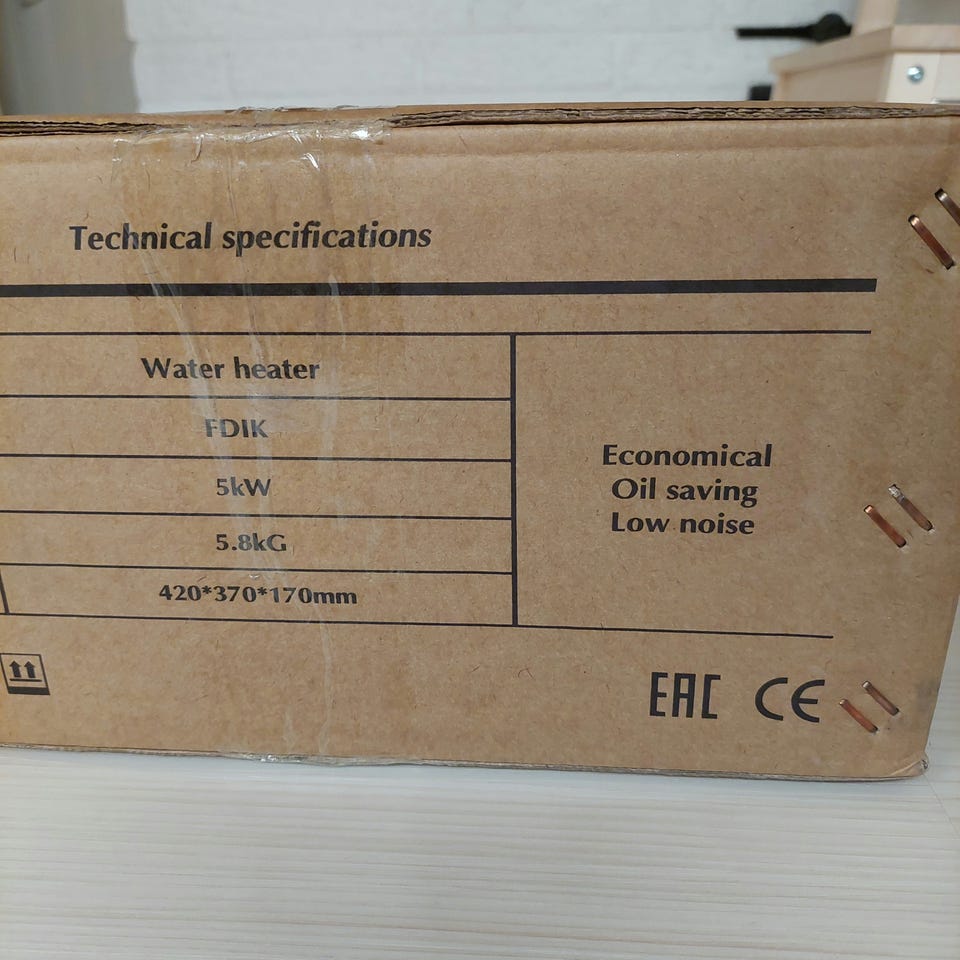 Technical specifications
Water heater
FDIK
5kW
5.8kG
420*370*170mm
Economical
Oil saving
Low noise
EAC CE